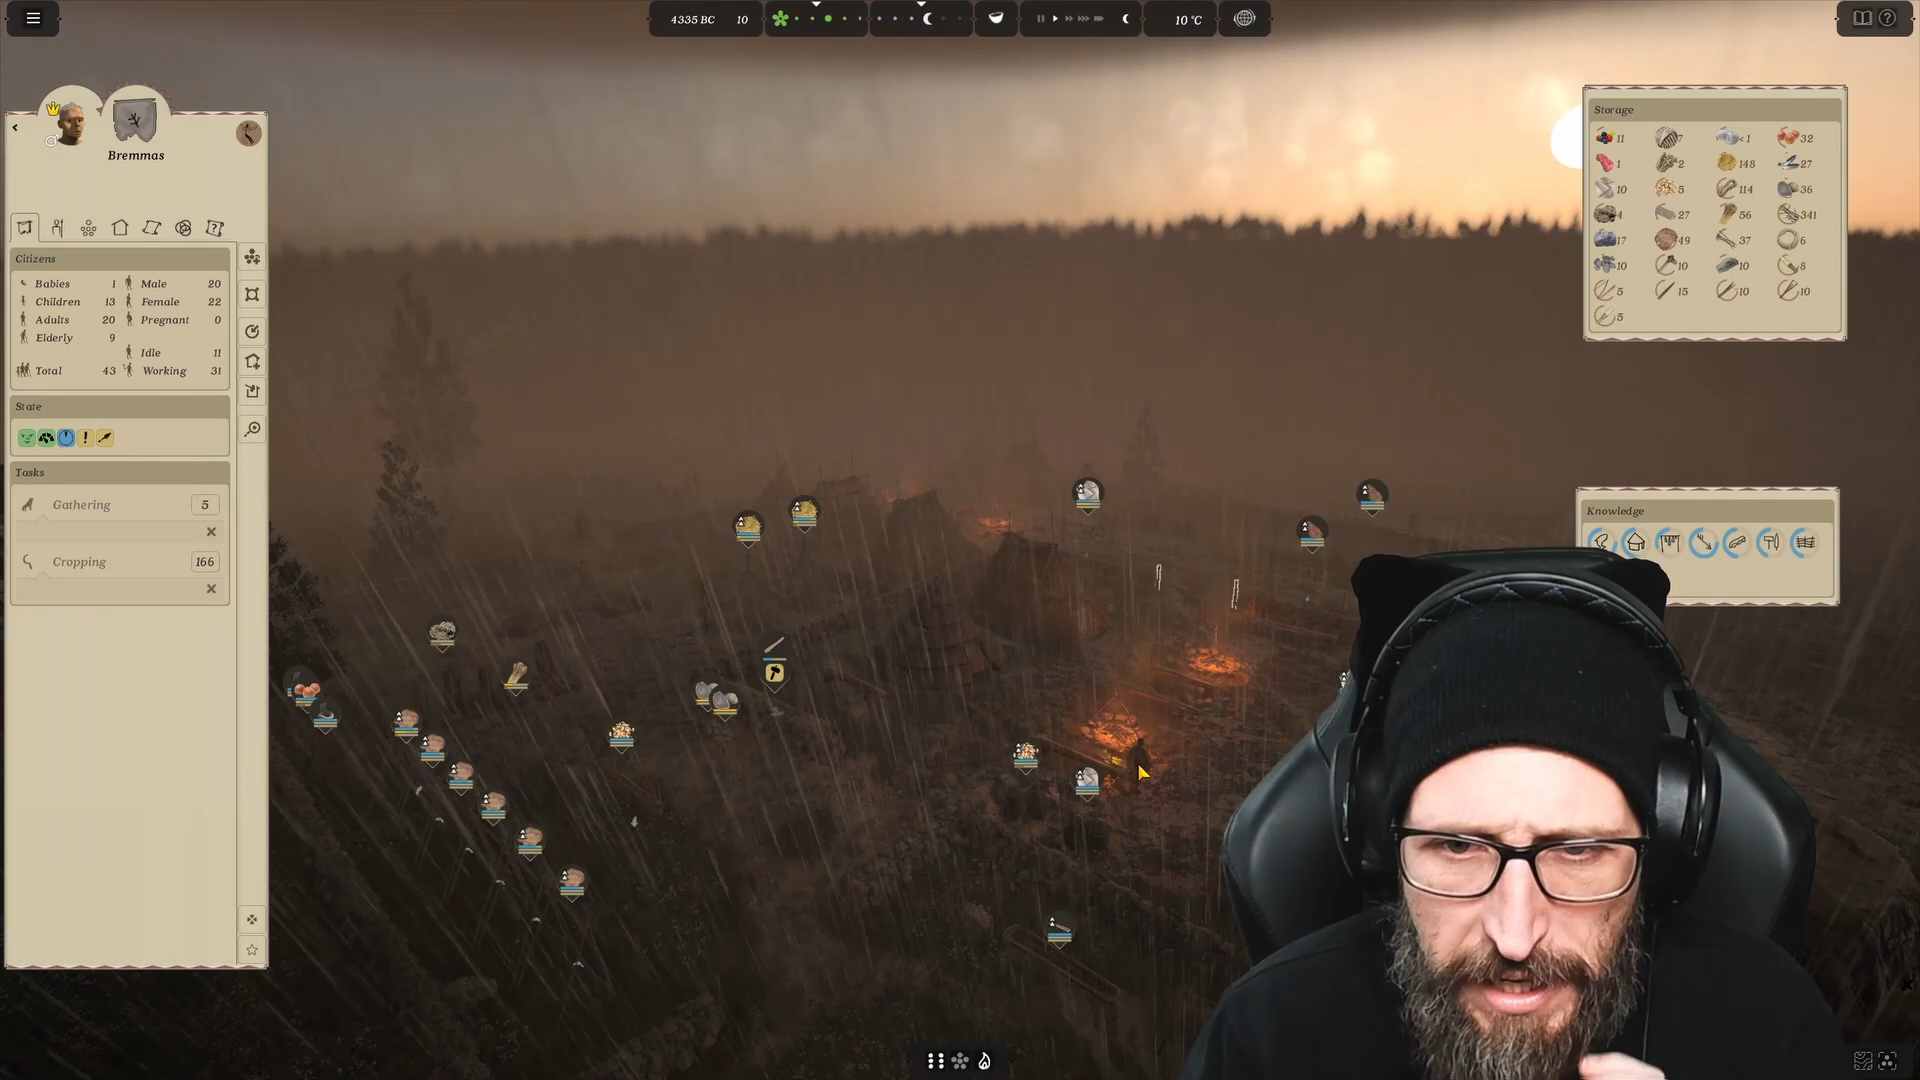 4335 BC 10
10 °C
Bremmas
Citizens
Babies 1 Male 20
Children 13 Female 22
Adults 20 Pregnant 0
Elderly 9
Idle 11
Total 43 Working 31
State
Tasks
Gathering 5
Cropping 166
Storage
11 7 <1 32
1 2 148 27
10 5 114 36
4 27 56 341
17 49 37 6
10 10 10 8
5 15 10 10
5
Knowledge